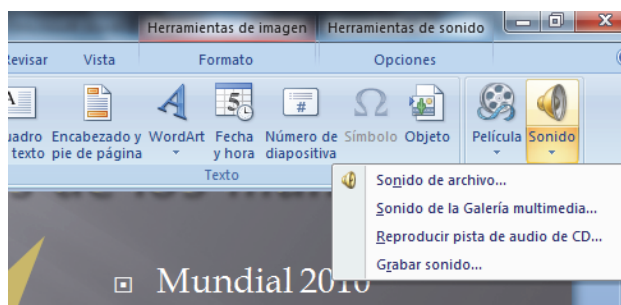 Herramientas de imagen Herramientas de sonido
Revisar Vista Formato Opciones
Encabezado y pie de página
WordArt
Fecha y hora
Número de diapositiva
Símbolo
Objeto
Película
Sonido
texto
Texto
Sonido de archivo...
Sonido de la Galería multimedia...
Reproducir pista de audio de CD...
Grabar sonido...
Mundial 2010